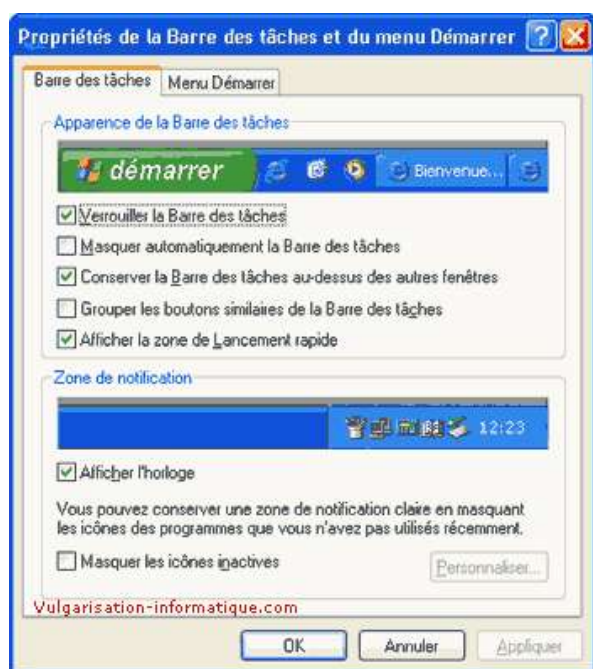 Propriétés de la Barre des tâches et du menu Démarrer
Barre des tâches
Menu Démarrer
Apparence de la Barre des tâches
démarrer
Bienvenue...
Verrouiller la Barre des tâches
Masquer automatiquement la Barre des tâches
Conserver la Barre des tâches au-dessus des autres fenêtres
Grouper les boutons similaires de la Barre des tâches
Afficher la zone de Lancement rapide
Zone de notification
12:23
Afficher l'horloge
Vous pouvez conserver une zone de notification claire en masquant
les icônes des programmes que vous n'avez pas utilisés récemment.
Masquer les icônes inactives
Personnaliser...
Vulgarisation-informatique.com
OK
Annuler
Appliquer